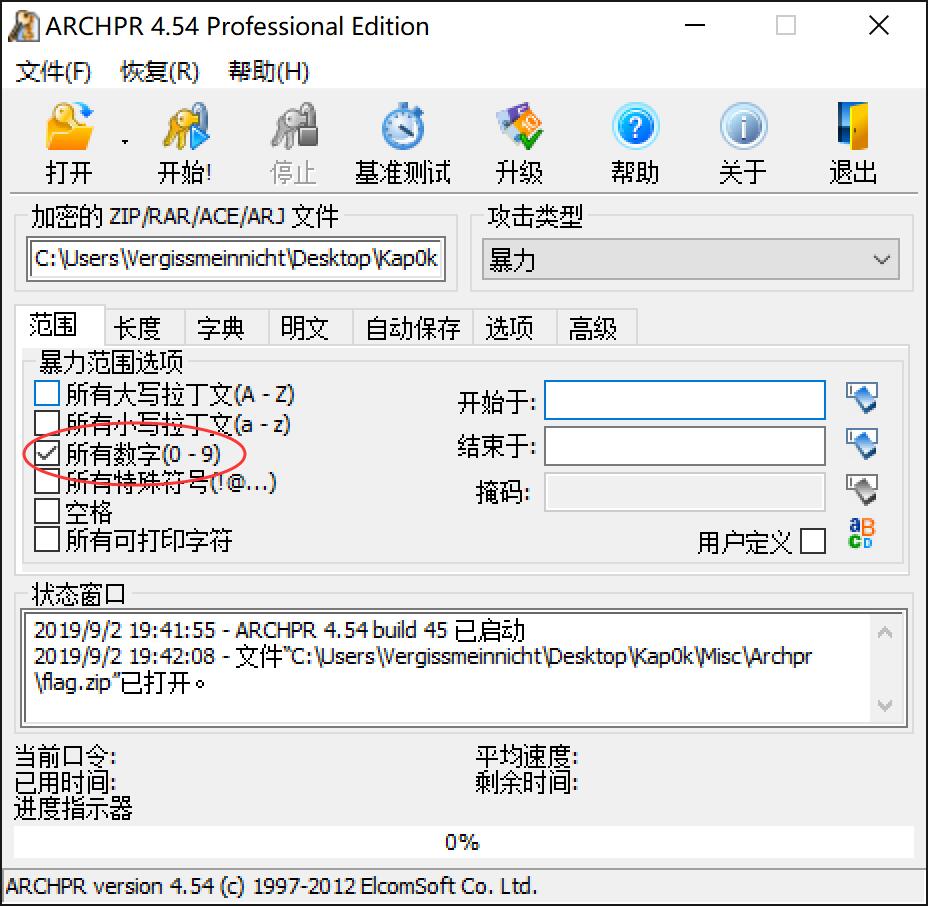 ARCHPR 4.54 Professional Edition
文件(F) 恢复(R) 帮助(H)
打开 开始! 停止 基准测试 升级 帮助 关于 退出
加密的 ZIP/RAR/ACE/ARJ 文件 攻击类型
C:\Users\Vergissmeinnicht\Desktop\Kap0k 暴力
范围 长度 字典 明文 自动保存 选项 高级
暴力范围选项
所有大写拉丁文(A - Z) 开始于:
所有小写拉丁文(a - z)
所有数字(0 - 9) 结束于:
所有特殊符号(!@...) 掩码:
空格
所有可打印字符 用户定义
状态窗口
2019/9/2 19:41:55 - ARCHPR 4.54 build 45 已启动
2019/9/2 19:42:08 - 文件“C:\Users\Vergissmeinnicht\Desktop\Kap0k\Misc\Archpr
\flag.zip”已打开。
当前口令: 平均速度:
已用时间: 剩余时间:
进度指示器
0%
ARCHPR version 4.54 (c) 1997-2012 ElcomSoft Co. Ltd.